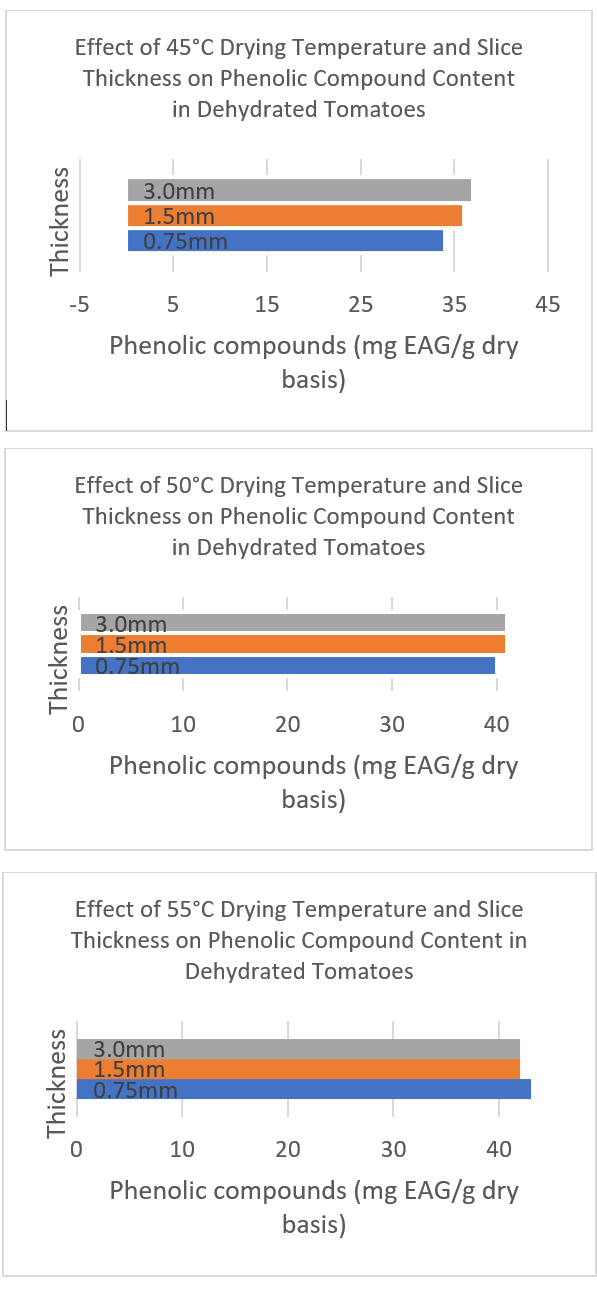 Effect of 45°C Drying Temperature and Slice
Thickness on Phenolic Compound Content
in Dehydrated Tomatoes
Thickness
3.0mm
1.5mm
0.75mm
-5 5 15 25 35 45
Phenolic compounds (mg EAG/g dry
basis)
Effect of 50°C Drying Temperature and Slice
Thickness on Phenolic Compound Content
in Dehydrated Tomatoes
Thickness
3.0mm
1.5mm
0.75mm
0 10 20 30 40
Phenolic compounds (mg EAG/g dry
basis)
Effect of 55°C Drying Temperature and Slice
Thickness on Phenolic Compound Content in
Dehydrated Tomatoes
Thickness
3.0mm
1.5mm
0.75mm
0 10 20 30 40
Phenolic compounds (mg EAG/g dry
basis)